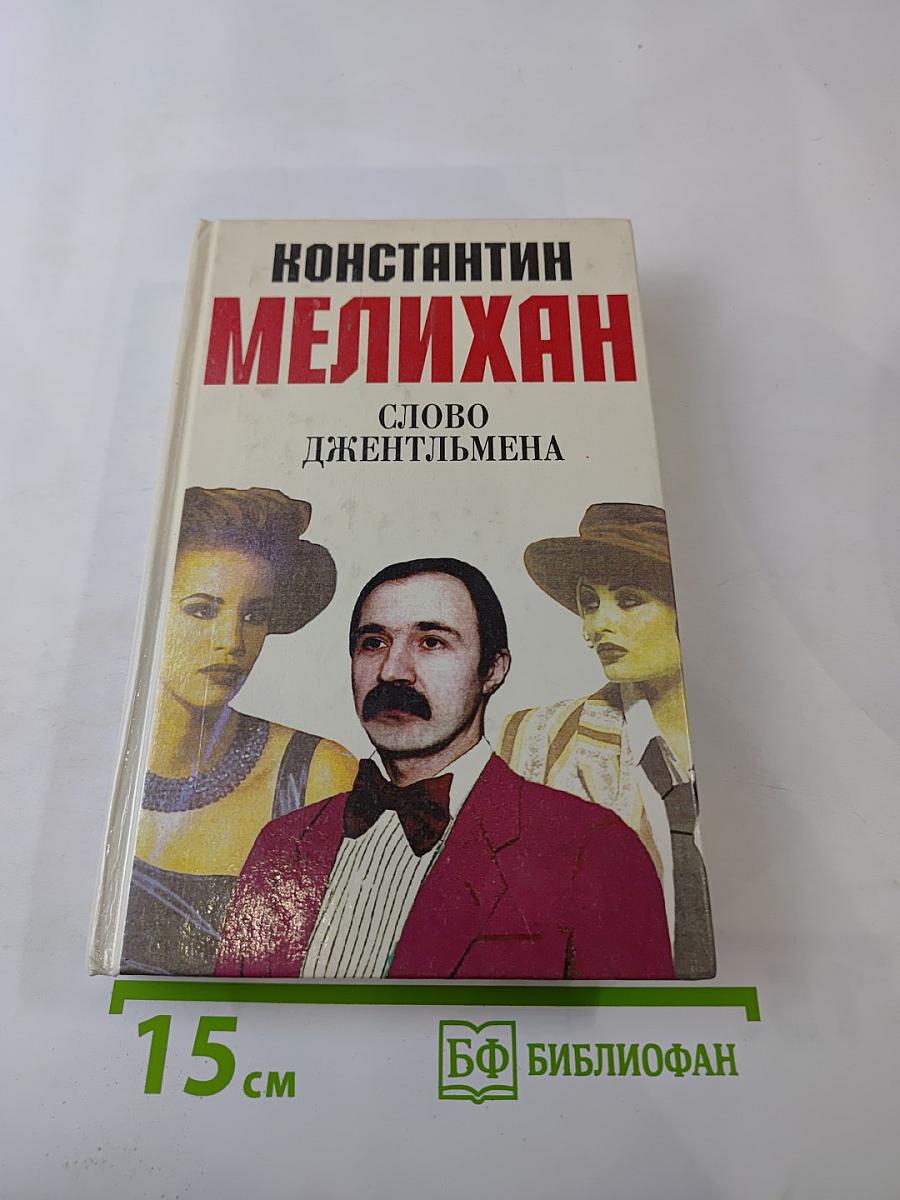 КОНСТАНТИН
МЕЛИХАН
СЛОВО
ДЖЕНТЛЬМЕНА
15 см
БФ БИБЛИОФАН